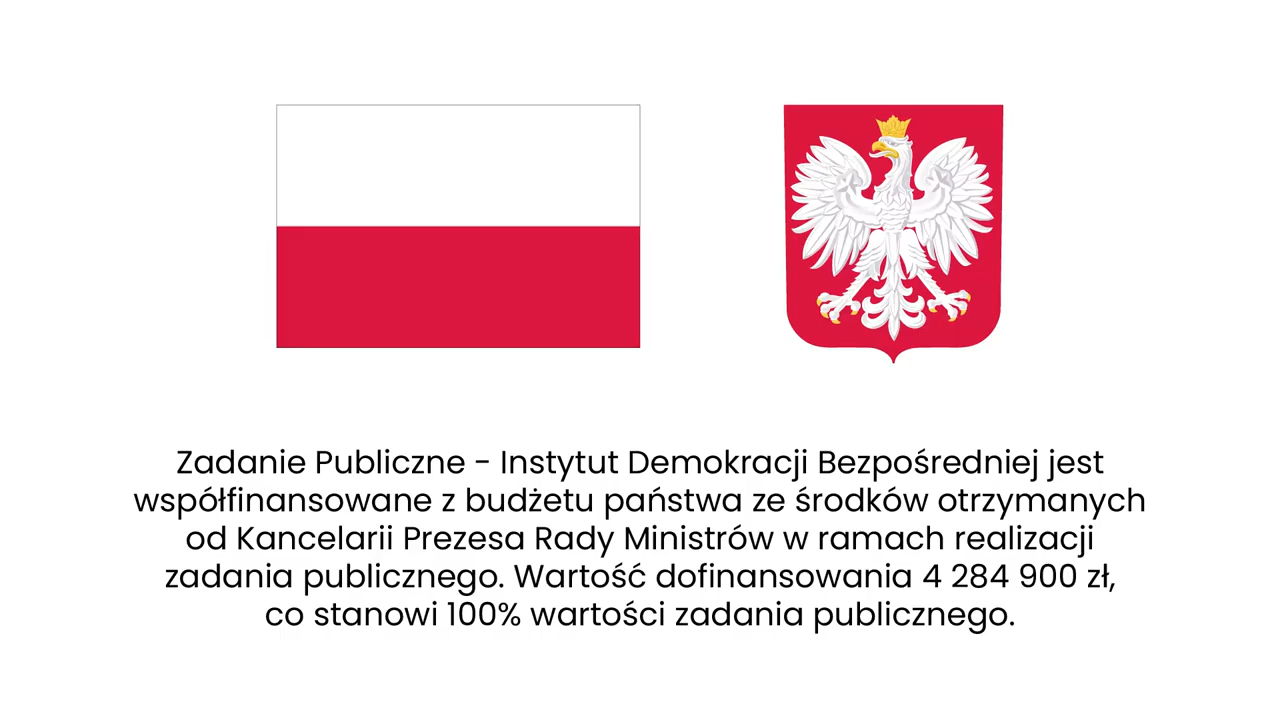 Zadanie Publiczne - Instytut Demokracji Bezpośredniej jest
współfinansowane z budżetu państwa ze środków otrzymanych
od Kancelarii Prezesa Rady Ministrów w ramach realizacji
zadania publicznego. Wartość dofinansowania 4 284 900 zł,
co stanowi 100% wartości zadania publicznego.